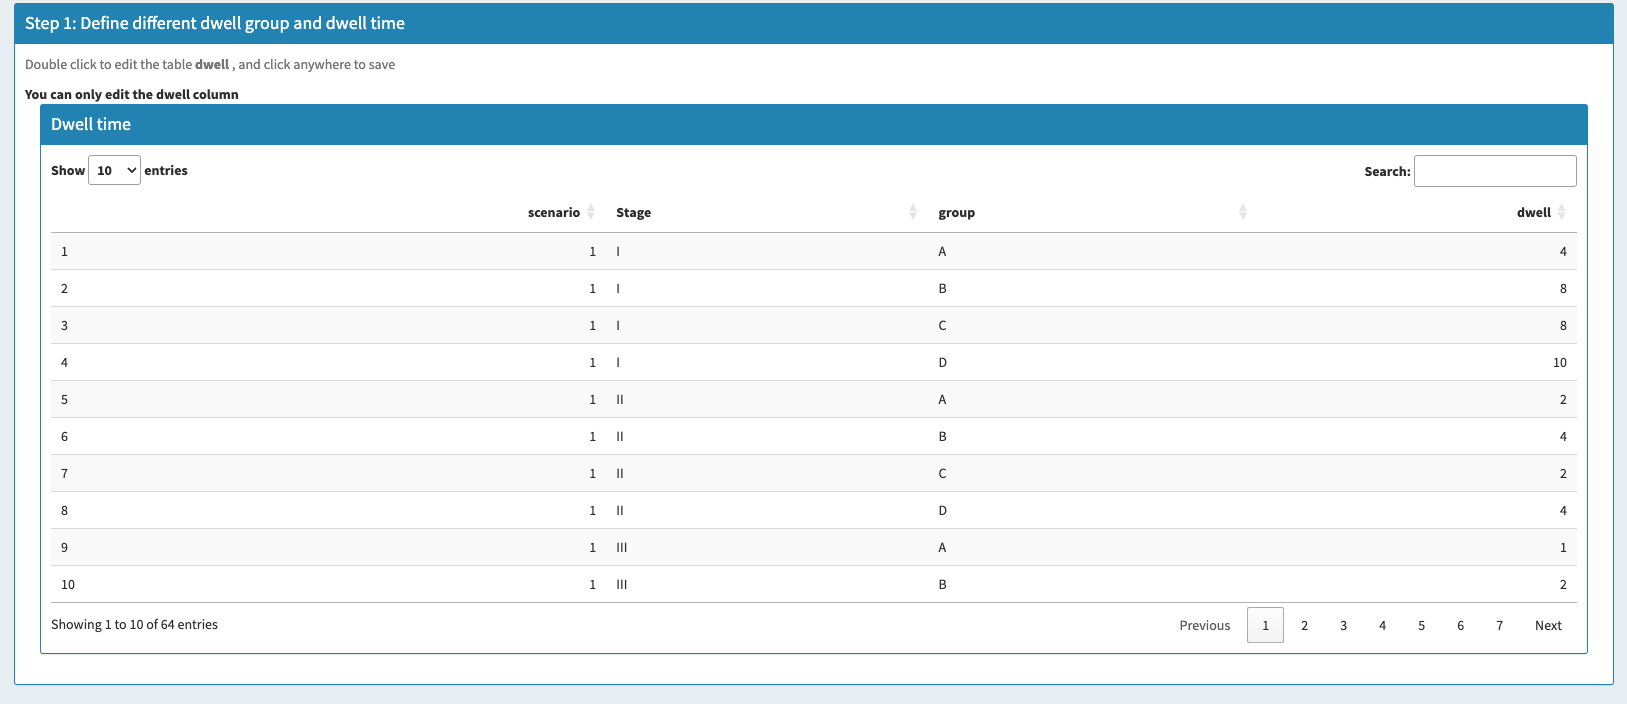 Step 1: Define different dwell group and dwell time
Double click to edit the table dwell , and click anywhere to save
You can only edit the dwell column
Dwell time
Show 10 entries Search:
scenario Stage group dwell
1 1 I A 4
2 1 I B 8
3 1 I C 8
4 1 I D 10
5 1 II A 2
6 1 II B 4
7 1 II C 2
8 1 II D 4
9 1 III A 1
10 1 III B 2
Showing 1 to 10 of 64 entries Previous 1 2 3 4 5 6 7 Next